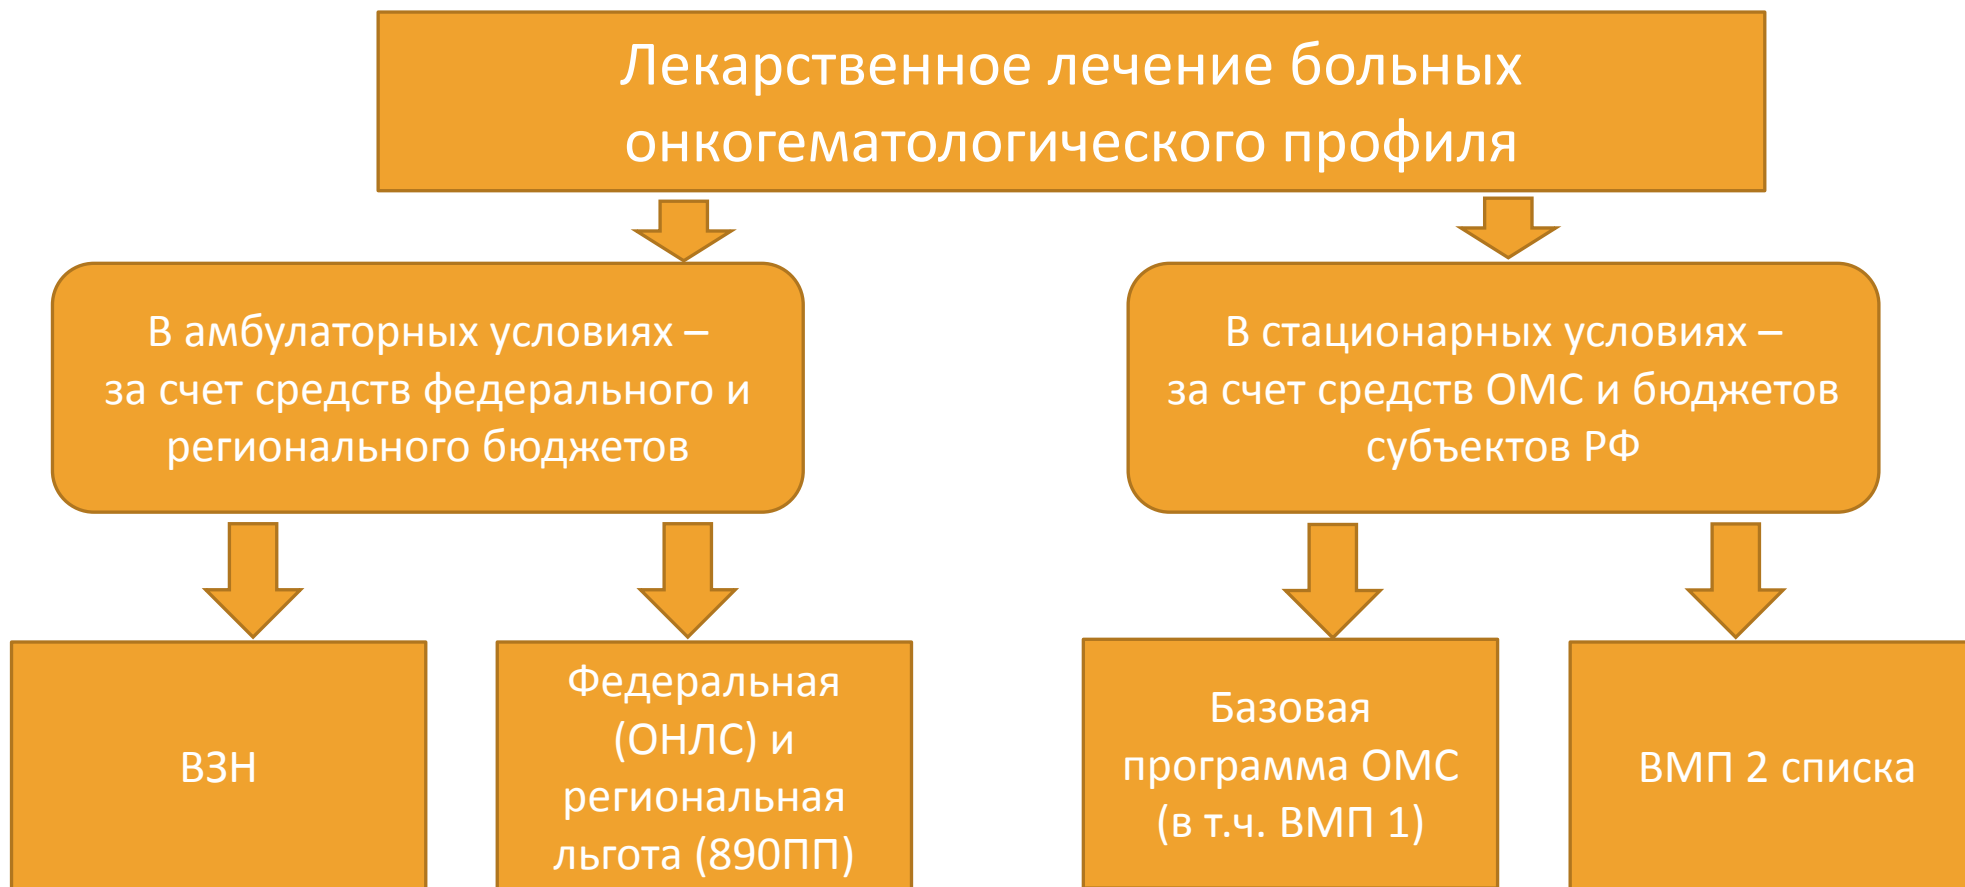 Лекарственное лечение больных
онкогематологического профиля
В амбулаторных условиях –
за счет средств федерального и
регионального бюджетов
В стационарных условиях –
за счет средств ОМС и бюджетов
субъектов РФ
ВЗН
Федеральная
(ОНЛС) и
региональная
льгота (890ПП)
Базовая
программа ОМС
(в т.ч. ВМП 1)
ВМП 2 списка